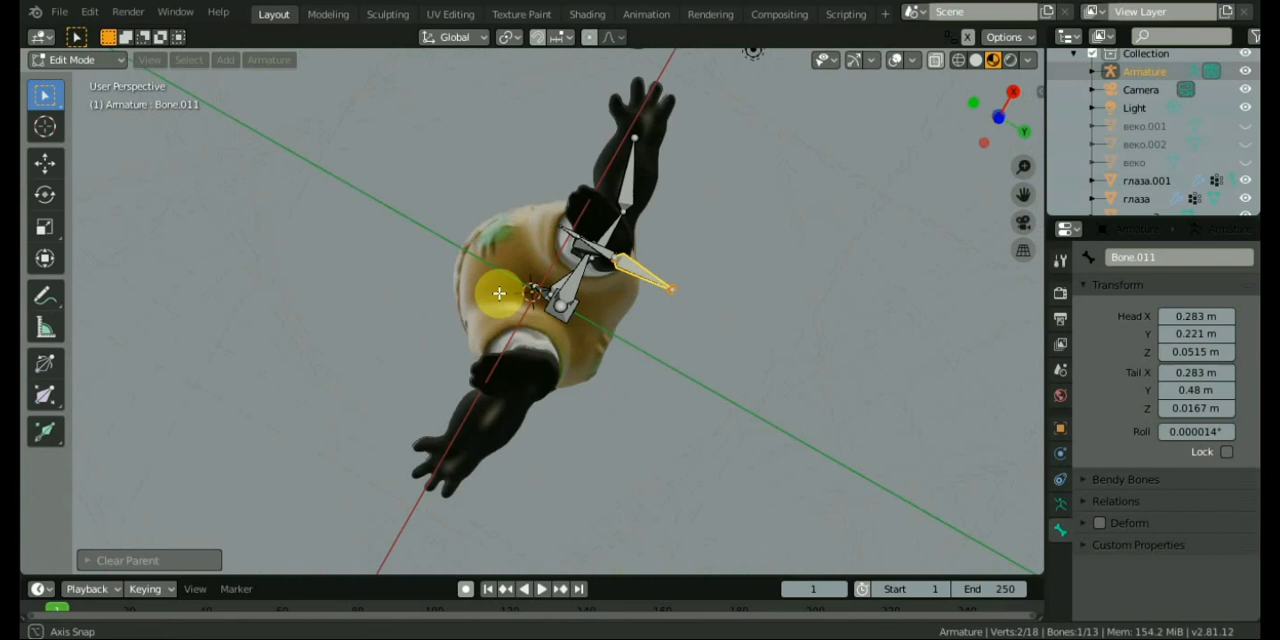 File Edit Render Window Help Layout Modeling Sculpting UV Editing Texture Paint Shading Animation Rendering Compositing Scripting + Scene View Layer
Global Options
Edit Mode View Select Add Armature
User Perspective
(1) Armature : Bone.011
X
Y
Collection
Armature
Camera
Light
веко.001
веко.002
веко
глаза.001
глаза
Armature Armature
Bone.011
Transform
Head X 0.283 m
Y 0.221 m
Z 0.0515 m
Tail X 0.283 m
Y 0.48 m
Z 0.0167 m
Roll 0.000014°
Lock
Bendy Bones
Relations
Deform
Custom Properties
Clear Parent
Playback Keying View Marker 1 Start 1 End 250
Axis Snap Armature | Verts:2/18 | Bones:1/13 | Mem: 154.2 MiB | v2.81.12